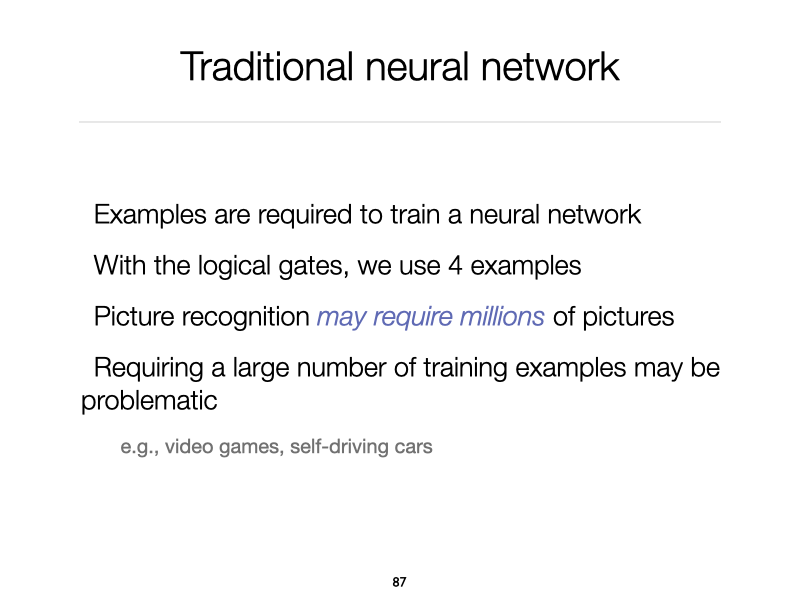 Traditional neural network
Examples are required to train a neural network
With the logical gates, we use 4 examples
Picture recognition may require millions of pictures
Requiring a large number of training examples may be
problematic
e.g., video games, self-driving cars
87